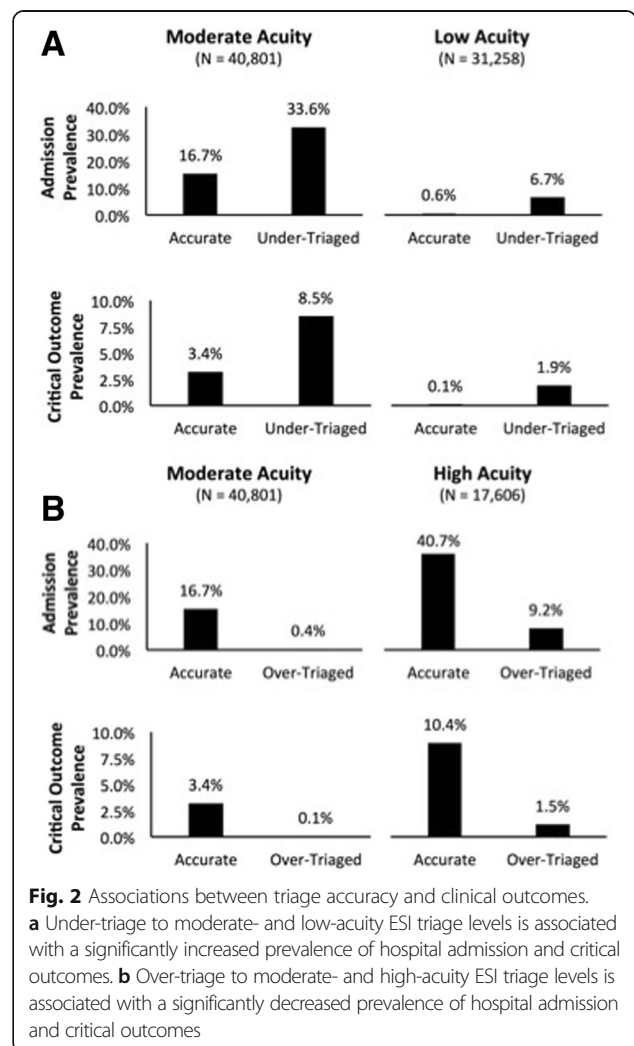 A
Moderate Acuity
(N = 40,801)
Low Acuity
(N = 31,258)
Admission
Prevalence
40.0%
30.0%
20.0%
10.0%
0.0%
16.7%
33.6%
0.6%
6.7%
Accurate
Under-Triaged
Accurate
Under-Triaged
Critical Outcome
Prevalence
10.0%
7.5%
5.0%
2.5%
0.0%
3.4%
8.5%
0.1%
1.9%
Accurate
Under-Triaged
Accurate
Under-Triaged
B
Moderate Acuity
(N = 40,801)
High Acuity
(N = 17,606)
Admission
Prevalence
40.0%
30.0%
20.0%
10.0%
0.0%
16.7%
0.4%
40.7%
9.2%
Accurate
Over-Triaged
Accurate
Over-Triaged
Critical Outcome
Prevalence
10.0%
7.5%
5.0%
2.5%
0.0%
3.4%
0.1%
10.4%
1.5%
Accurate
Over-Triaged
Accurate
Over-Triaged
Fig. 2 Associations between triage accuracy and clinical outcomes.
a Under-triage to moderate- and low-acuity ESI triage levels is associated
with a significantly increased prevalence of hospital admission and critical
outcomes. b Over-triage to moderate- and high-acuity ESI triage levels is
associated with a significantly decreased prevalence of hospital admission
and critical outcomes